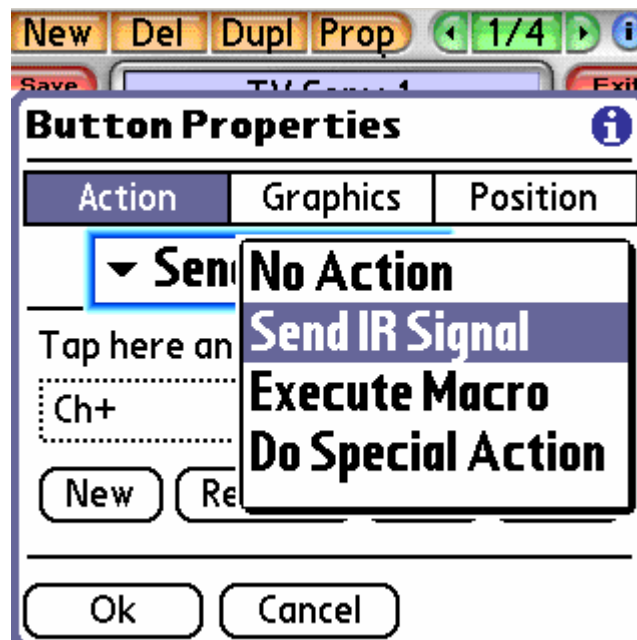 New Del Dupl Prop 1/4 i
Save Exit
Button Properties i
Action Graphics Position
Send
No Action
Send IR Signal
Execute Macro
Do Special Action
Tap here an
Ch+
New Re
Ok Cancel